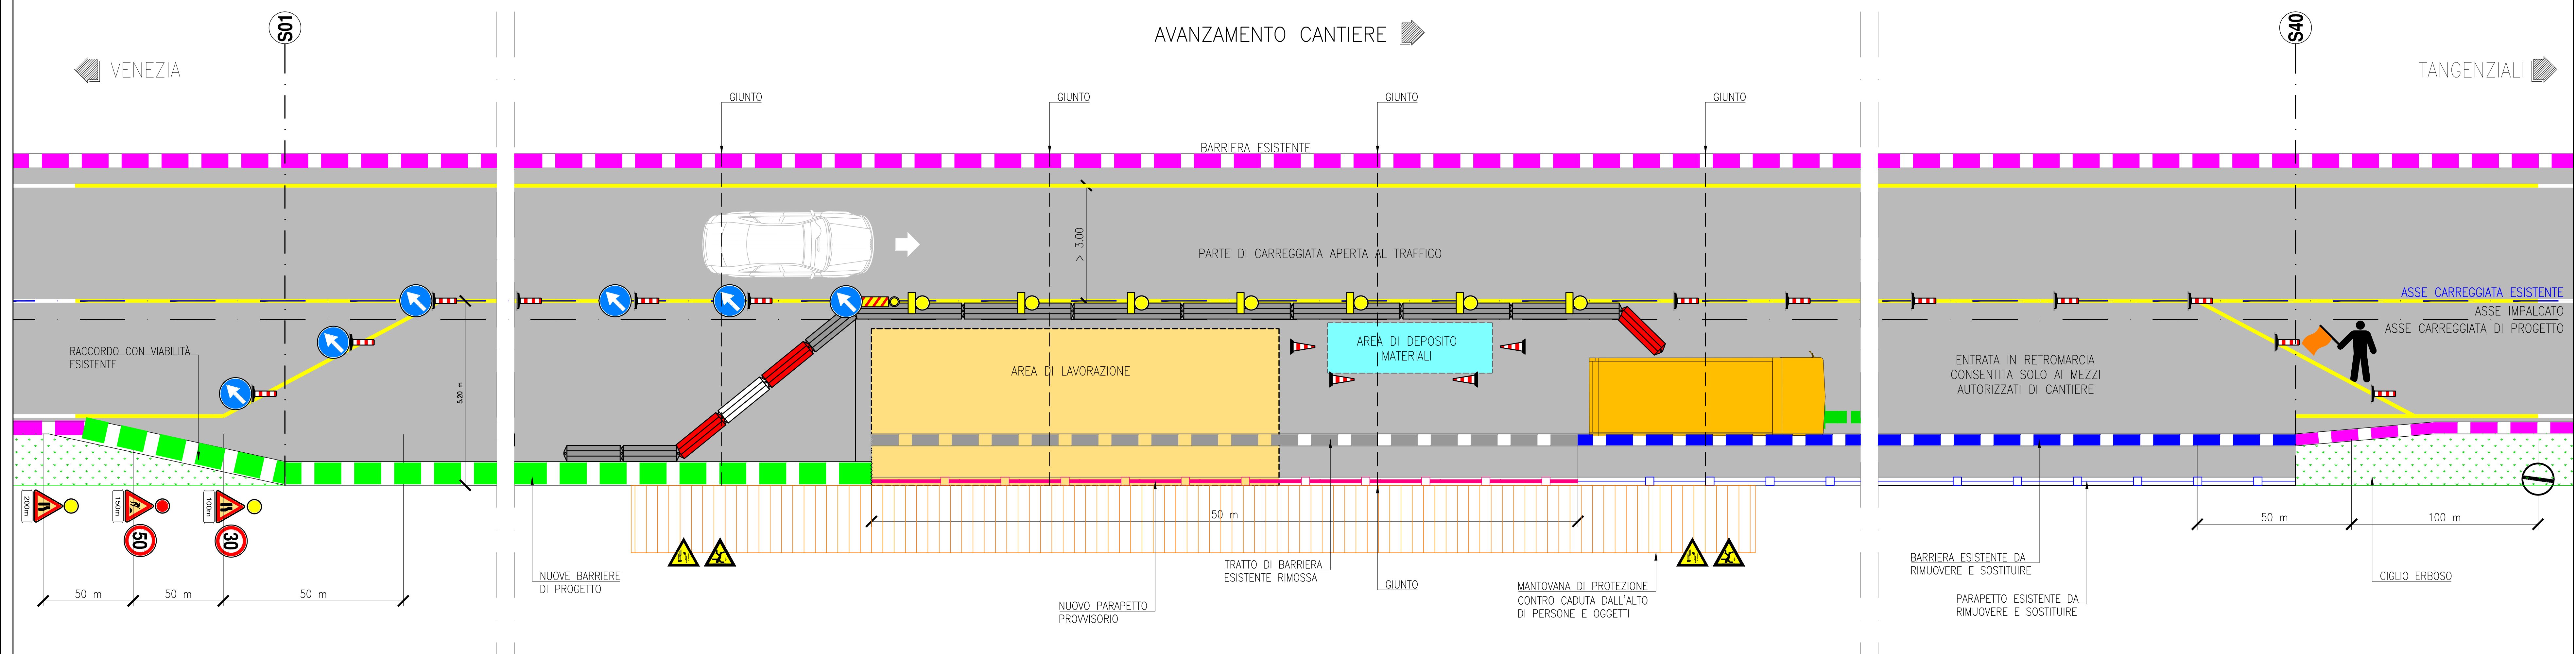 AVANZAMENTO CANTIERE
S01
S40
VENEZIA
TANGENZIALI
GIUNTO
GIUNTO
GIUNTO
GIUNTO
BARRIERA ESISTENTE
> 3.00
PARTE DI CARREGGIATA APERTA AL TRAFFICO
ASSE CARREGGIATA ESISTENTE
ASSE IMPALCATO
ASSE CARREGGIATA DI PROGETTO
RACCORDO CON VIABILITÀ
ESISTENTE
5.20 m
AREA DI LAVORAZIONE
AREA DI DEPOSITO
MATERIALI
ENTRATA IN RETROMARCIA
CONSENTITA SOLO AI MEZZI
AUTORIZZATI DI CANTIERE
200m
150m
100m
50
30
50 m
50 m
50 m
50 m
50 m
100 m
NUOVE BARRIERE
DI PROGETTO
NUOVO PARAPETTO
PROVVISORIO
TRATTO DI BARRIERA
ESISTENTE RIMOSSA
GIUNTO
MANTOVANA DI PROTEZIONE
CONTRO CADUTA DALL'ALTO
DI PERSONE E OGGETTI
BARRIERA ESISTENTE DA
RIMUOVERE E SOSTITUIRE
PARAPETTO ESISTENTE DA
RIMUOVERE E SOSTITUIRE
CIGLIO ERBOSO